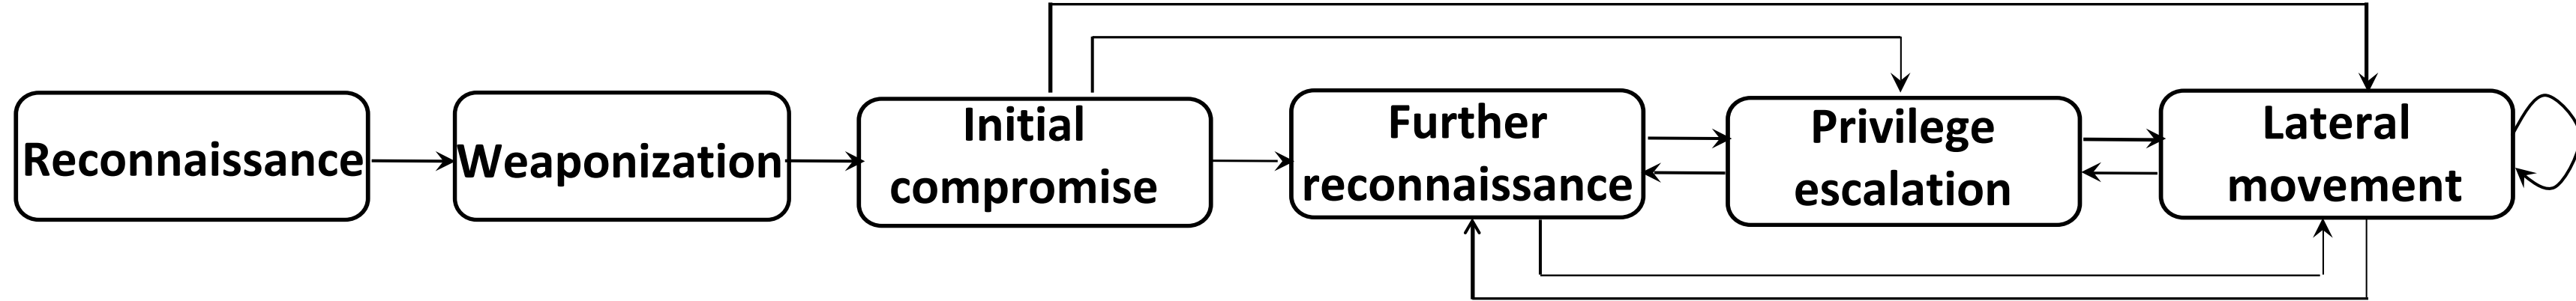 Reconnaissance
Weaponization
Initial
compromise
Further
reconnaissance
Privilege
escalation
Lateral
movement